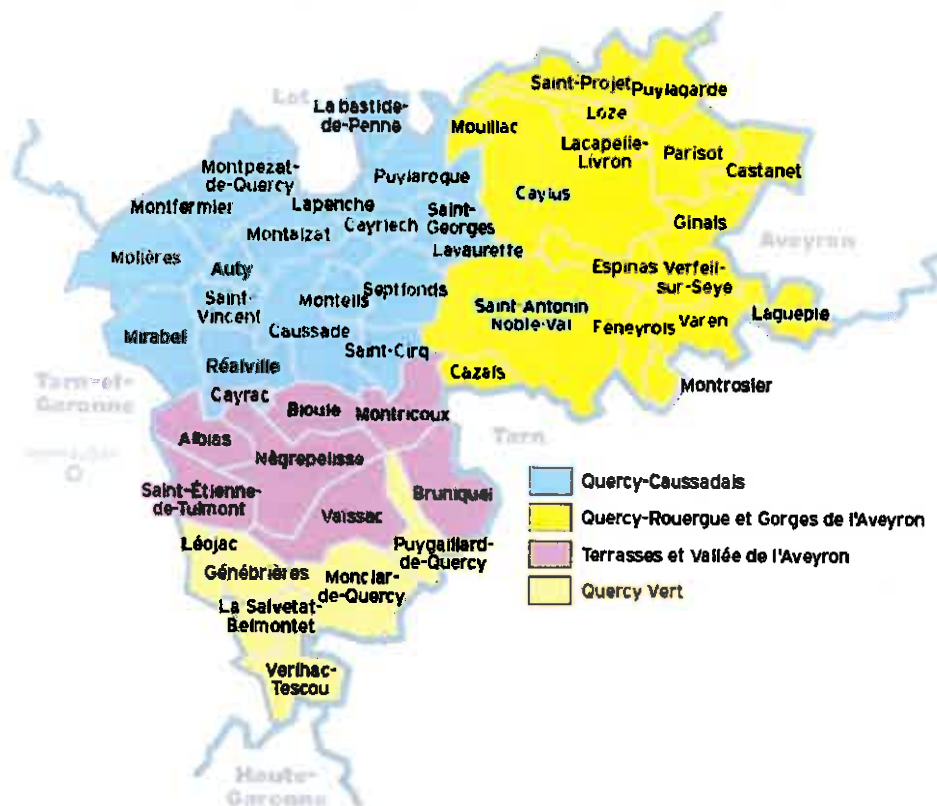 Saint-Projet
Puylagarde
Lot
La bastide-
de-Penne
Loze
Mouillac
Lacapelle-
Livron
Parisot
Castanet
Montpezat-
de-Quercy
Puylaroque
Caylus
Montfermier
Lapenche
Cayriech
Saint-
Georges
Ginals
Montalzat
Lavaurette
Aveyron
Molières
Auty
Espinas
Verfeil-
sur-Seye
Saint-
Vincent
Monteils
Septfonds
Saint-Antonin
Noble-Val
Feneyrols
Varen
Laguepie
Mirabel
Caussade
Saint-Cirq
Réalville
Cazals
Montrosier
Tarn-et-
Garonne
Cayrac
Bioule
Montricoux
Tarn
Albias
Nègrepelisse
Bruniquel
Saint-Étienne-
de-Tulmont
Vaïssac
Léojac
Puygaillard-
de-Quercy
Génébrières
Monclar-
de-Quercy
La Salvetat-
Belmontet
Verlhac-
Tescou
Haute-
Garonne
Quercy-Caussadais
Quercy-Rouergue et Gorges de l'Aveyron
Terrasses et Vallée de l'Aveyron
Quercy Vert